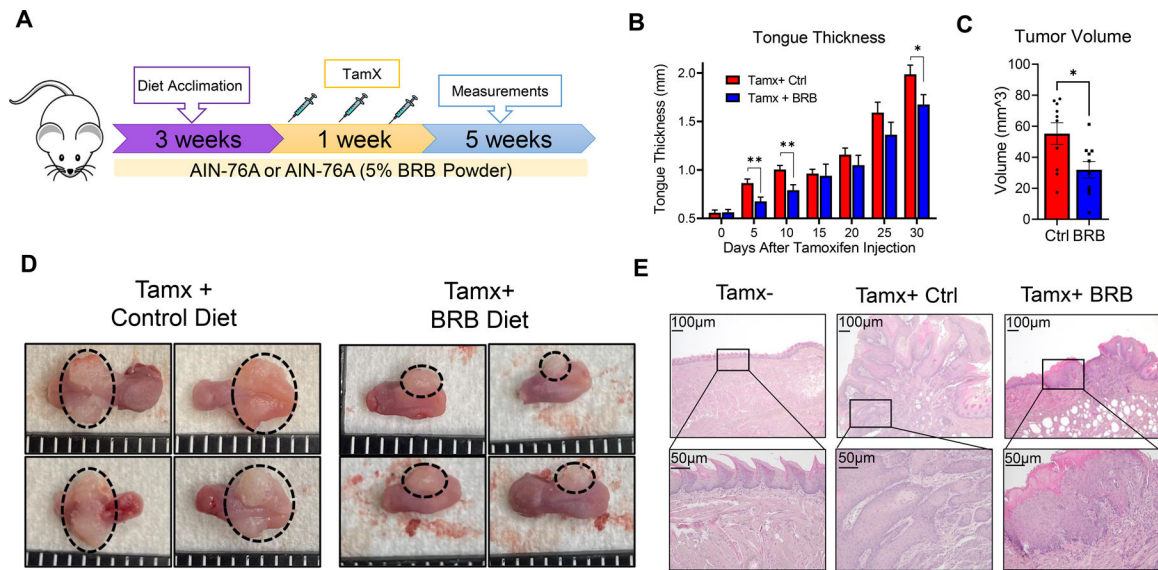 A
Diet Acclimation
TamX
Measurements
3 weeks
1 week
5 weeks
AIN-76A or AIN-76A (5% BRB Powder)
B
Tongue Thickness
Tamx+ Ctrl
Tamx + BRB
Tongue Thickness (mm)
2.0
1.5
1.0
0.5
**
**
*
0
5
10
15
20
25
30
Days After Tamoxifen Injection
C
Tumor Volume
*
Volume (mm^3)
100
80
60
40
20
0
Ctrl BRB
D
Tamx +
Control Diet
Tamx+
BRB Diet
E
Tamx-
Tamx+ Ctrl
Tamx+ BRB
100μm
100μm
100μm
50μm
50μm
50μm